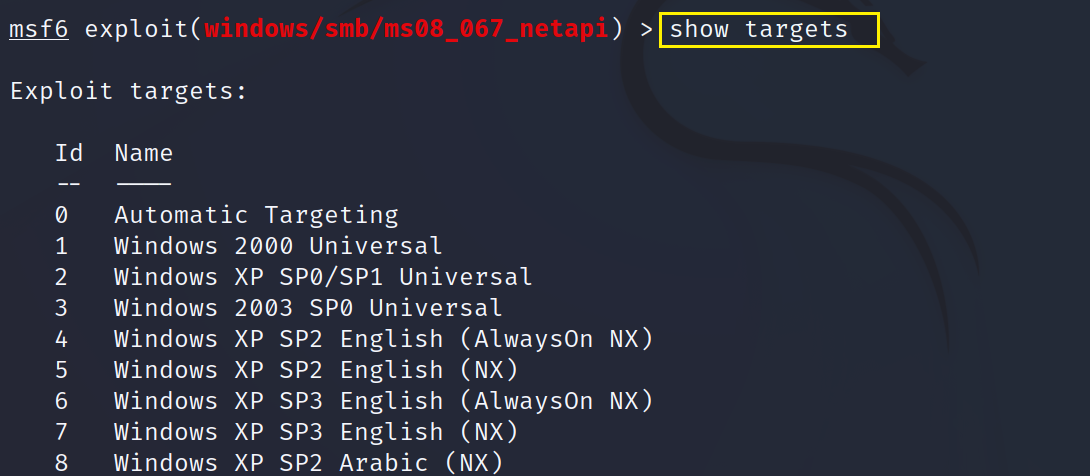 msf6 exploit(windows/smb/ms08_067_netapi) > show targets
Exploit targets:
Id  Name
--  ----
0  Automatic Targeting
1  Windows 2000 Universal
2  Windows XP SP0/SP1 Universal
3  Windows 2003 SP0 Universal
4  Windows XP SP2 English (AlwaysOn NX)
5  Windows XP SP2 English (NX)
6  Windows XP SP3 English (AlwaysOn NX)
7  Windows XP SP3 English (NX)
8  Windows XP SP2 Arabic (NX)